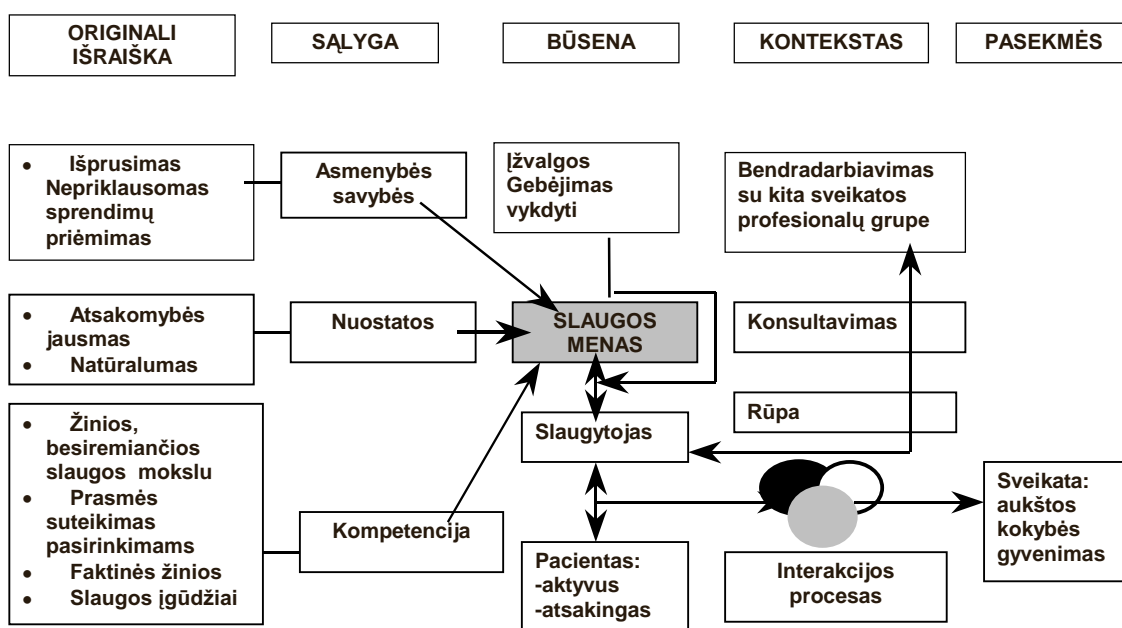 ORIGINALI
IŠRAIŠKA
SĄLYGA
BŪSENA
KONTEKSTAS
PASEKMĖS
• Išprusimas
Nepriklausomas
sprendimų
priėmimas
Asmenybės
savybės
Įžvalgos
Gebėjimas
vykdyti
Bendradarbiavimas
su kita sveikatos
profesionalų grupe
• Atsakomybės
jausmas
• Natūralumas
Nuostatos
SLAUGOS
MENAS
Konsultavimas
Rūpa
• Žinios,
besiremiančios
slaugos mokslu
• Prasmės
suteikimas
pasirinkimams
• Faktinės žinios
• Slaugos įgūdžiai
Kompetencija
Slaugytojas
Pacientas:
-aktyvus
-atsakingas
Interakcijos
procesas
Sveikata:
aukštos
kokybės
gyvenimas